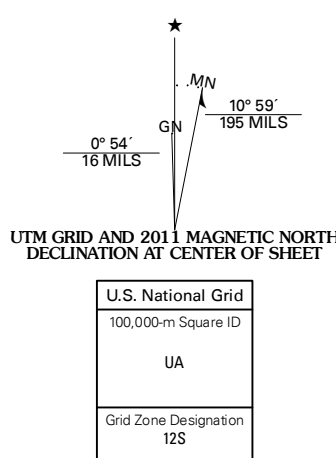 ★
MN
GN
10° 59´
195 MILS
0° 54´
16 MILS
UTM GRID AND 2011 MAGNETIC NORTH
DECLINATION AT CENTER OF SHEET
U.S. National Grid
100,000-m Square ID
UA
Grid Zone Designation
12S